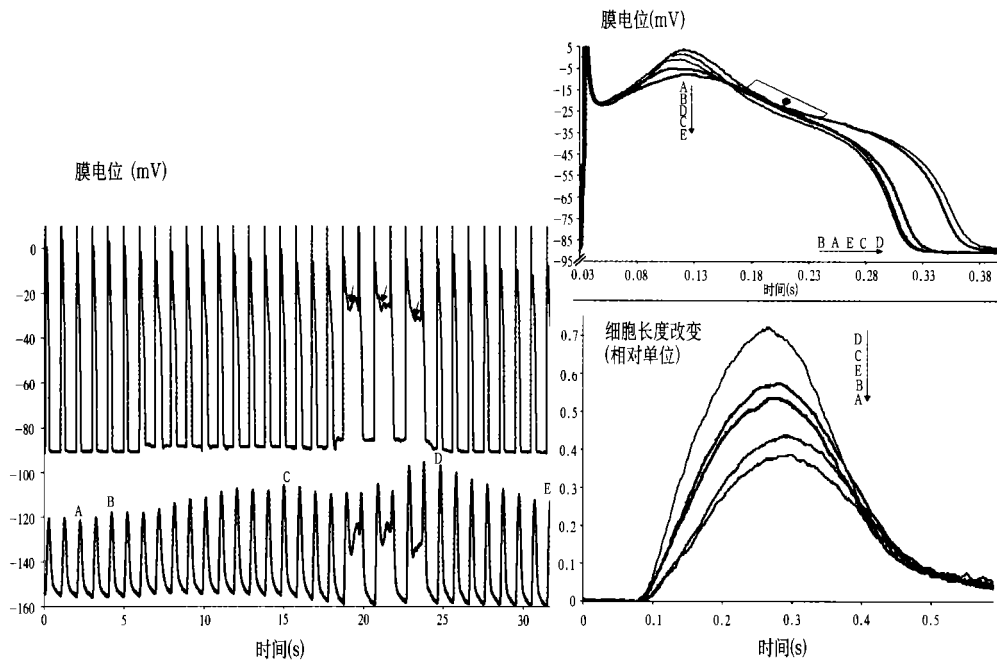 膜电位 (mV)
0
-20
-40
-60
-80
-100
-120
-140
-160
A
B
C
D
E
0
5
10
15
20
25
30
时间(s)
膜电位(mV)
5
-5
-15
-25
-35
-45
-55
-65
-75
-85
-95
A
B
D
C
E
B A E C D
0.03
0.08
0.13
0.18
0.23
0.28
0.33
0.38
时间(s)
细胞长度改变
(相对单位)
0.7
0.6
0.5
0.4
0.3
0.2
0.1
0
D
C
E
B
A
0
0.1
0.2
0.3
0.4
0.5
时间(s)